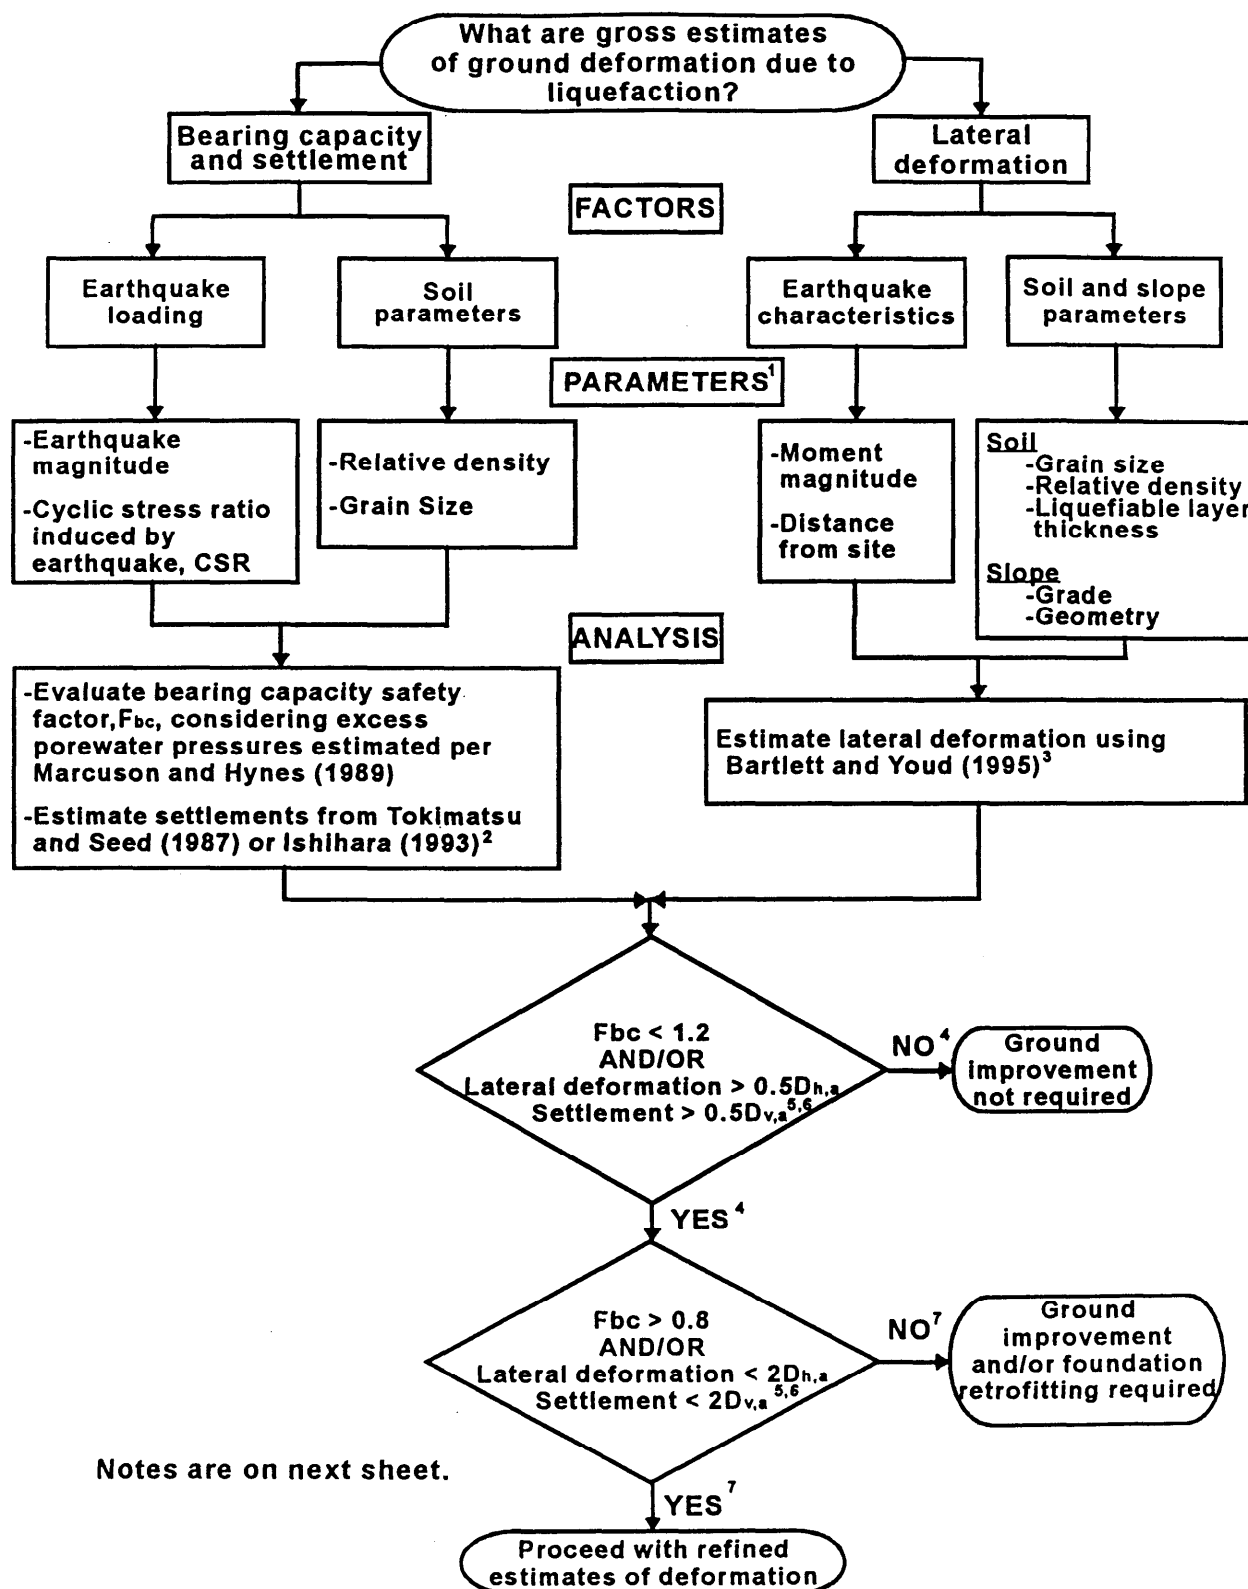 What are gross estimates
of ground deformation due to
liquefaction?
Bearing capacity
and settlement
Lateral
deformation
FACTORS
Earthquake
loading
Soil
parameters
Earthquake
characteristics
Soil and slope
parameters
PARAMETERS¹
-Earthquake
magnitude
-Cyclic stress ratio
induced by
earthquake, CSR
-Relative density
-Grain Size
-Moment
magnitude
-Distance
from site
Soil
-Grain size
-Relative density
-Liquefiable layer
thickness
Slope
-Grade
-Geometry
ANALYSIS
-Evaluate bearing capacity safety
factor,Fbc, considering excess
porewater pressures estimated per
Marcuson and Hynes (1989)
-Estimate settlements from Tokimatsu
and Seed (1987) or Ishihara (1993)²
Estimate lateral deformation using
Bartlett and Youd (1995)³
Fbc < 1.2
AND/OR
Lateral deformation > 0.5Dh,a
Settlement > 0.5Dv,a⁵,⁶
NO⁴
Ground
improvement
not required
YES⁴
Fbc > 0.8
AND/OR
Lateral deformation < 2Dh,a
Settlement < 2Dv,a⁵,⁶
NO⁷
Ground
improvement
and/or foundation
retrofitting required
Notes are on next sheet.
YES⁷
Proceed with refined
estimates of deformation